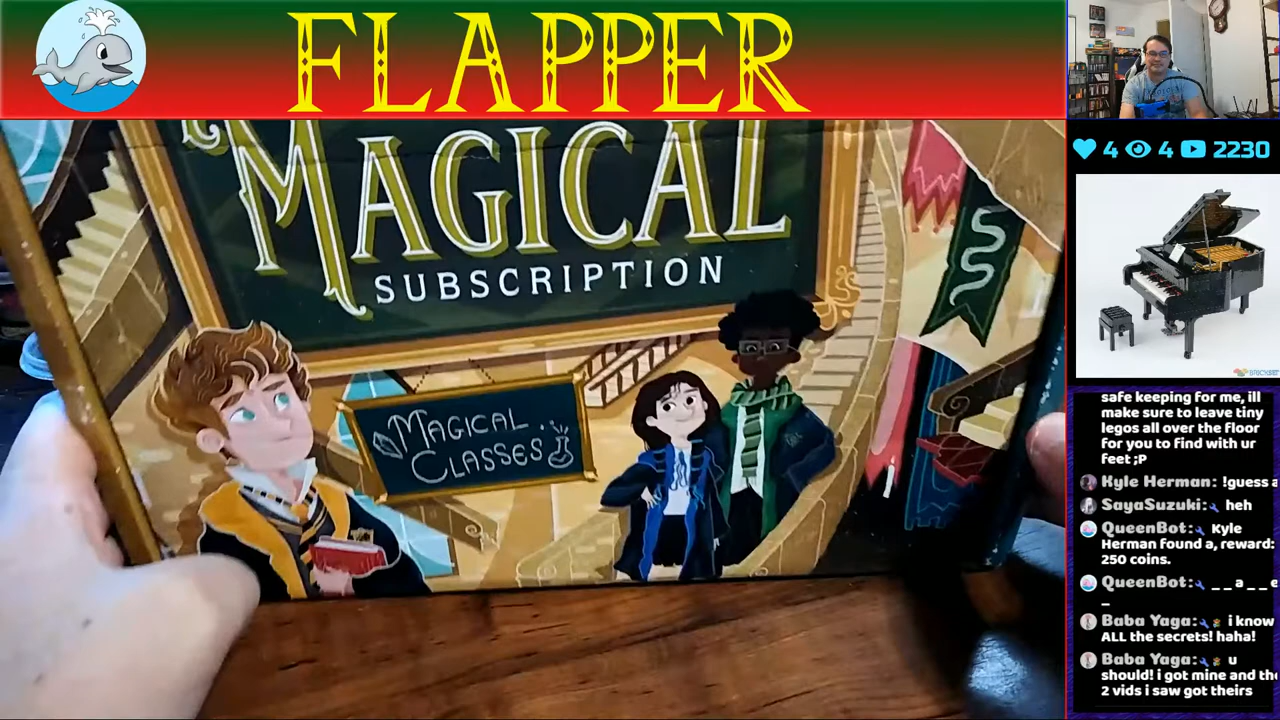 FLAPPER
MAGICAL
SUBSCRIPTION
MAGICAL
CLASSES
4 4 2230
safe keeping for me, ill
make sure to leave tiny
legos all over the floor
for you to find with ur
feet ;P
Kyle Herman: !guess a
SayaSuzuki: heh
QueenBot: Kyle
Herman found a, reward:
250 coins.
QueenBot: _ _ a _ _ e
_
Baba Yaga: i know
ALL the secrets! haha!
Baba Yaga: u
should! i got mine and the
2 vids i saw got theirs